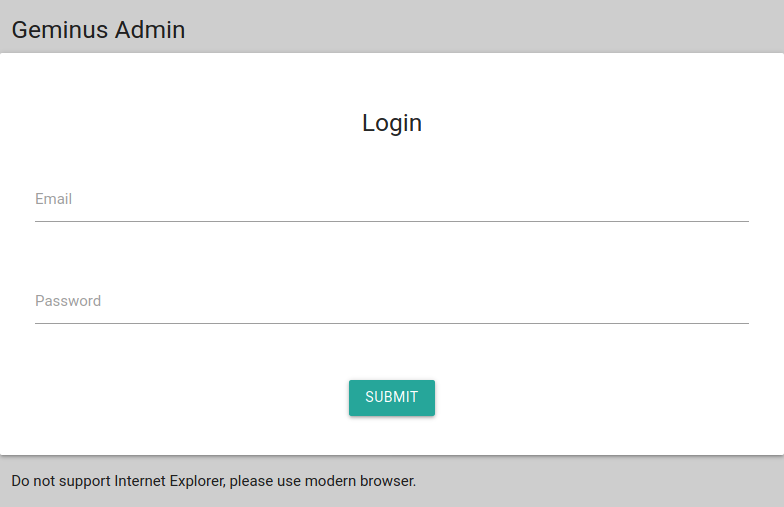 Geminus Admin
Login
Email
Password
SUBMIT
Do not support Internet Explorer, please use modern browser.